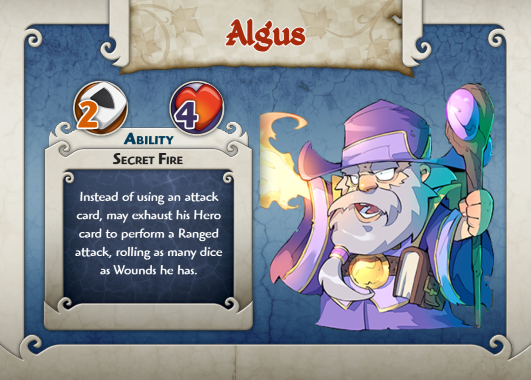 Algus
2
4
Ability
Secret Fire
Instead of using an attack
card, may exhaust his Hero
card to perform a Ranged
attack, rolling as many dice
as Wounds he has.